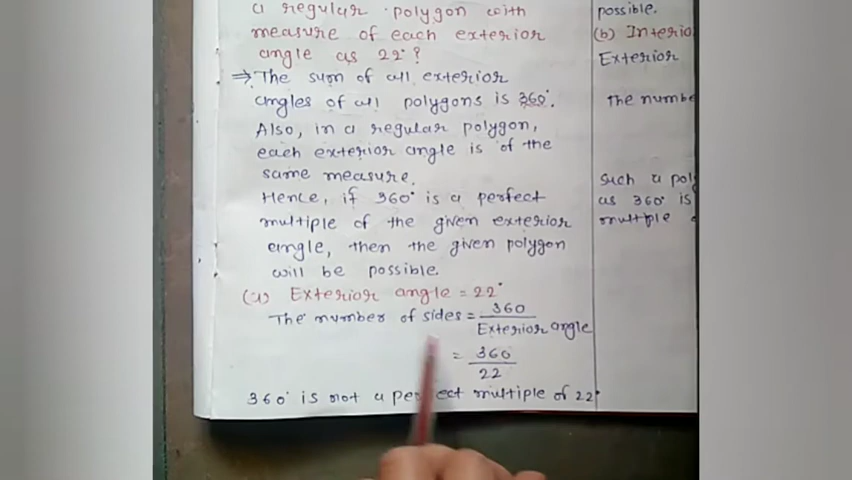 a regular polygon with
measure of each exterior
angle as 22°?
⇒ The sum of all exterior
angles of all polygons is 360°.
Also, in a regular polygon,
each exterior angle is of the
same measure.
Hence, if 360° is a perfect
multiple of the given exterior
angle, then the given polygon
will be possible.
(a) Exterior angle = 22°
The number of sides = 360 / Exterior angle
= 360 / 22
360° is not a perfect multiple of 22°
possible.
(b) Interio
Exterior
The numbe
Such a pol
as 360° is
multiple